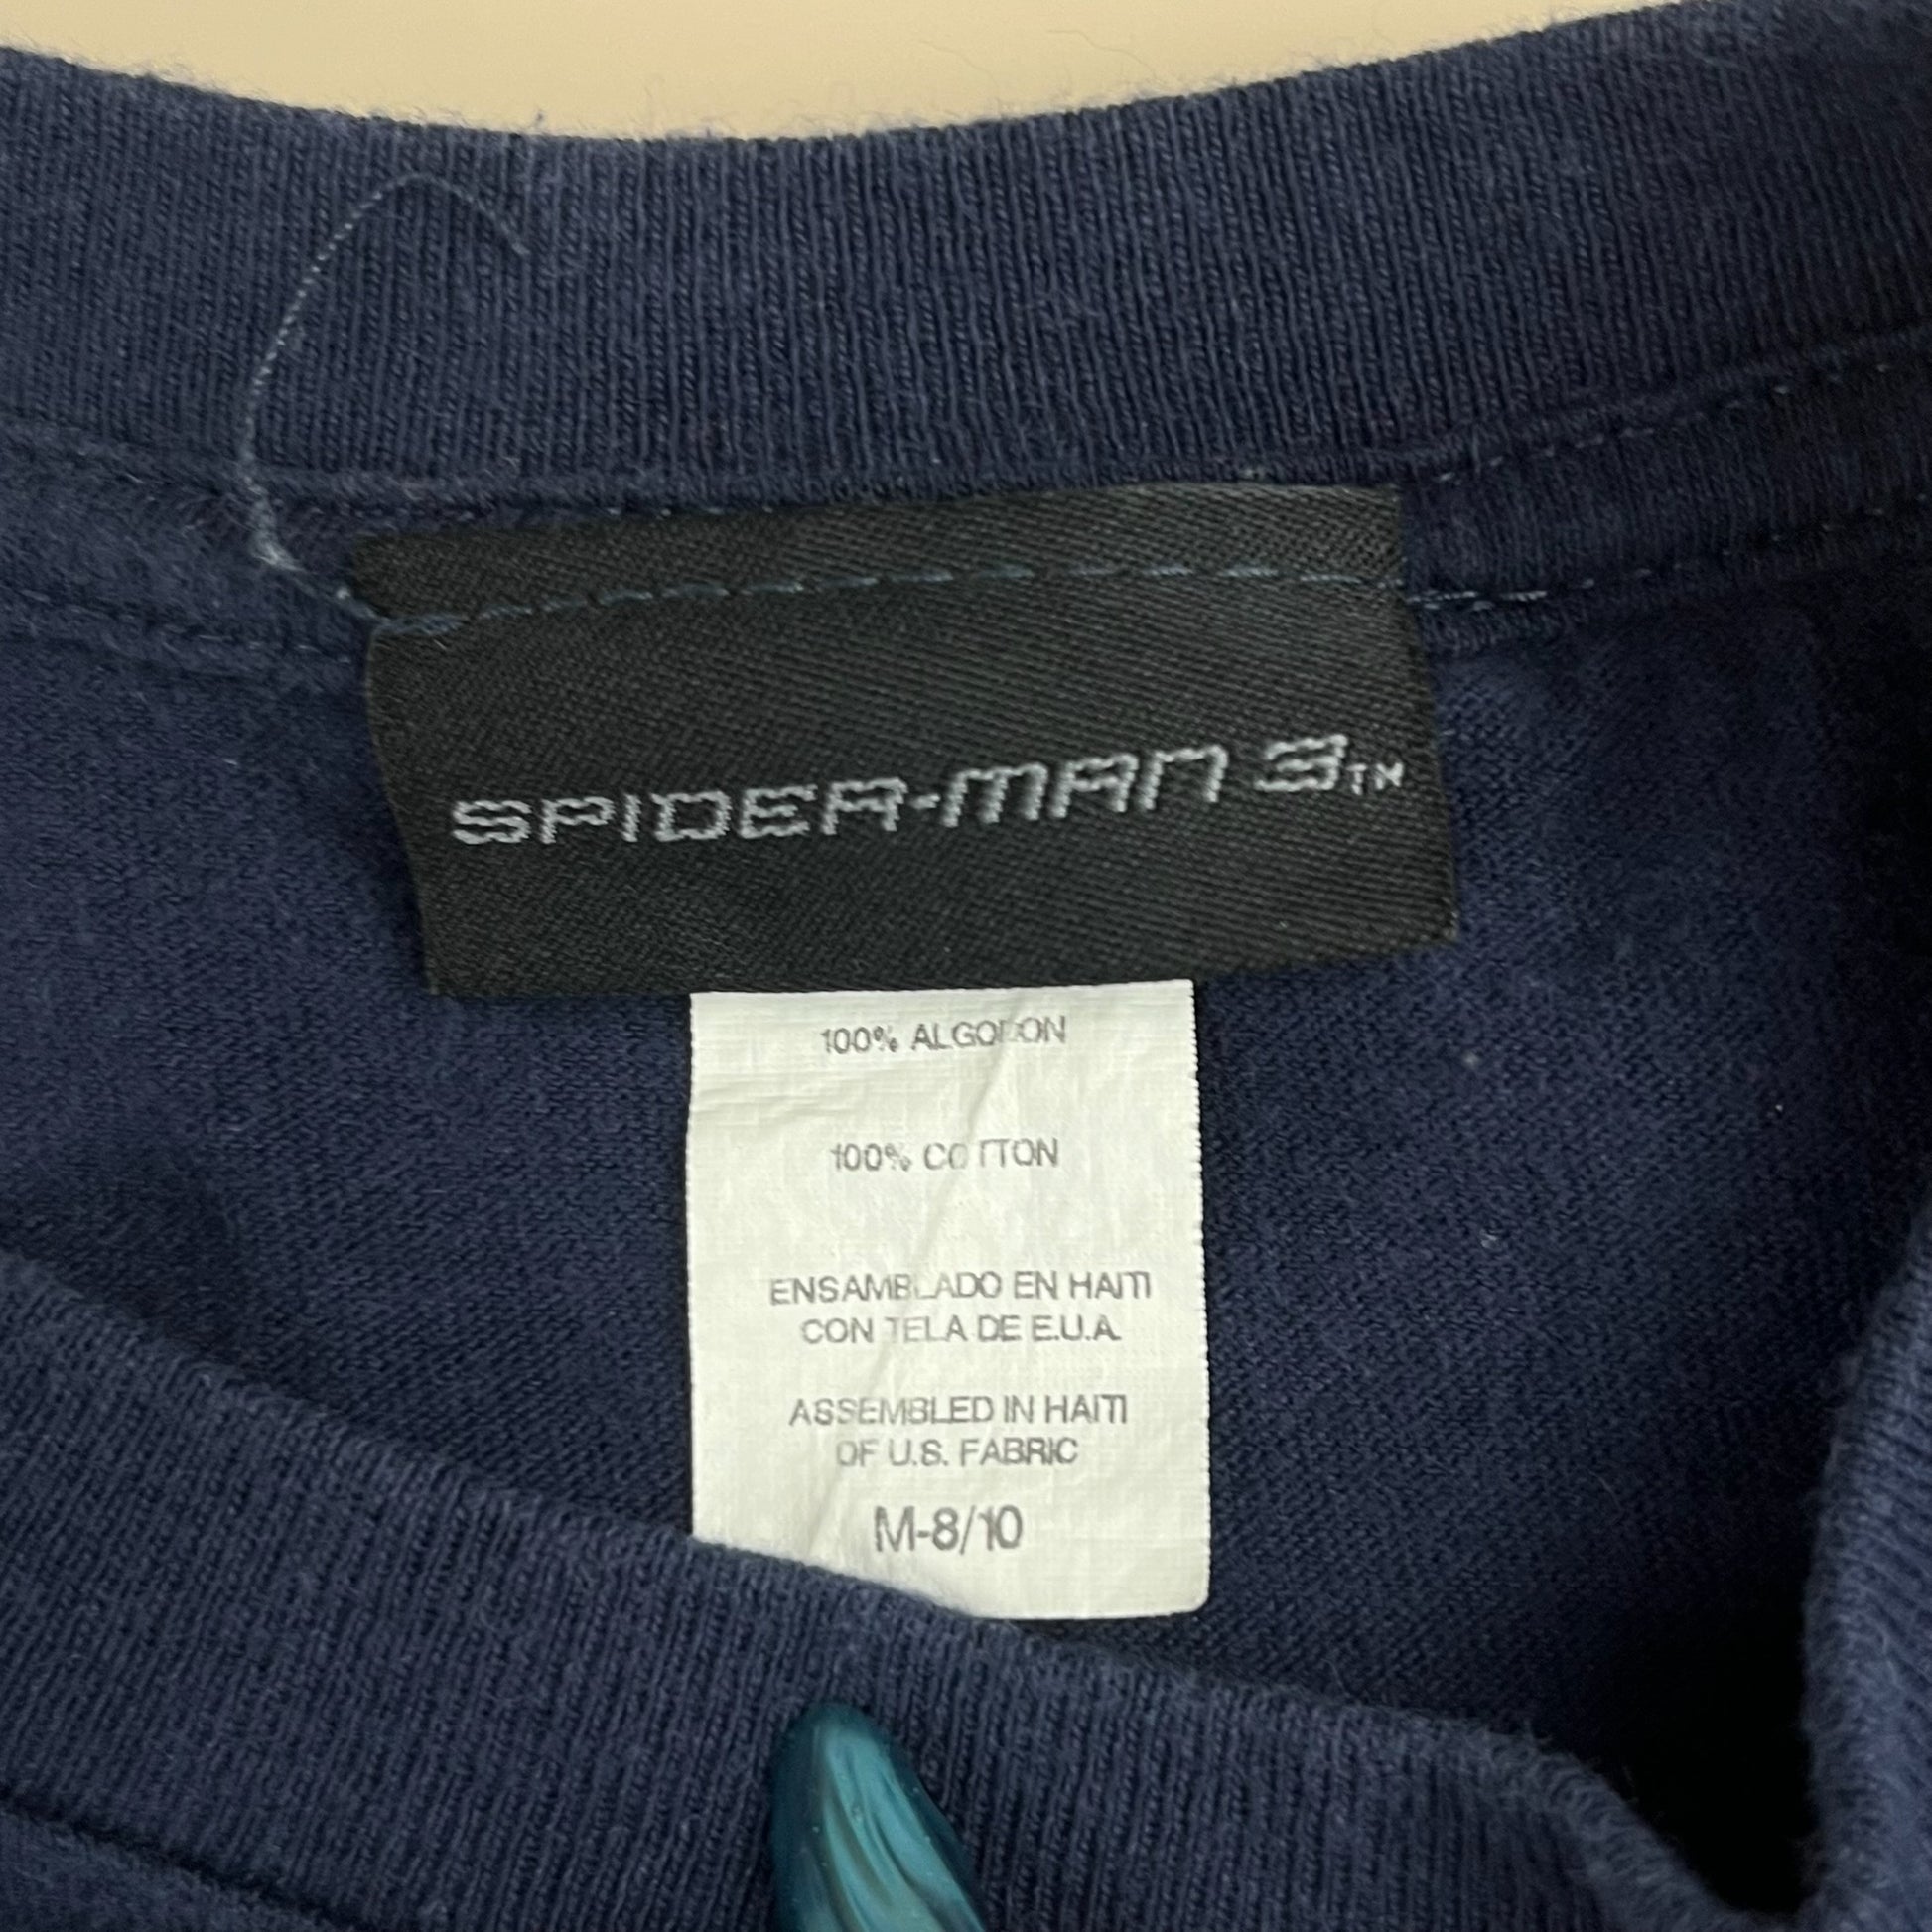 SPIDER-MAN 3™
100% ALGODON
100% COTTON
ENSAMBLADO EN HAITI
CON TELA DE E.U.A.
ASSEMBLED IN HAITI
OF U.S. FABRIC
M-8/10